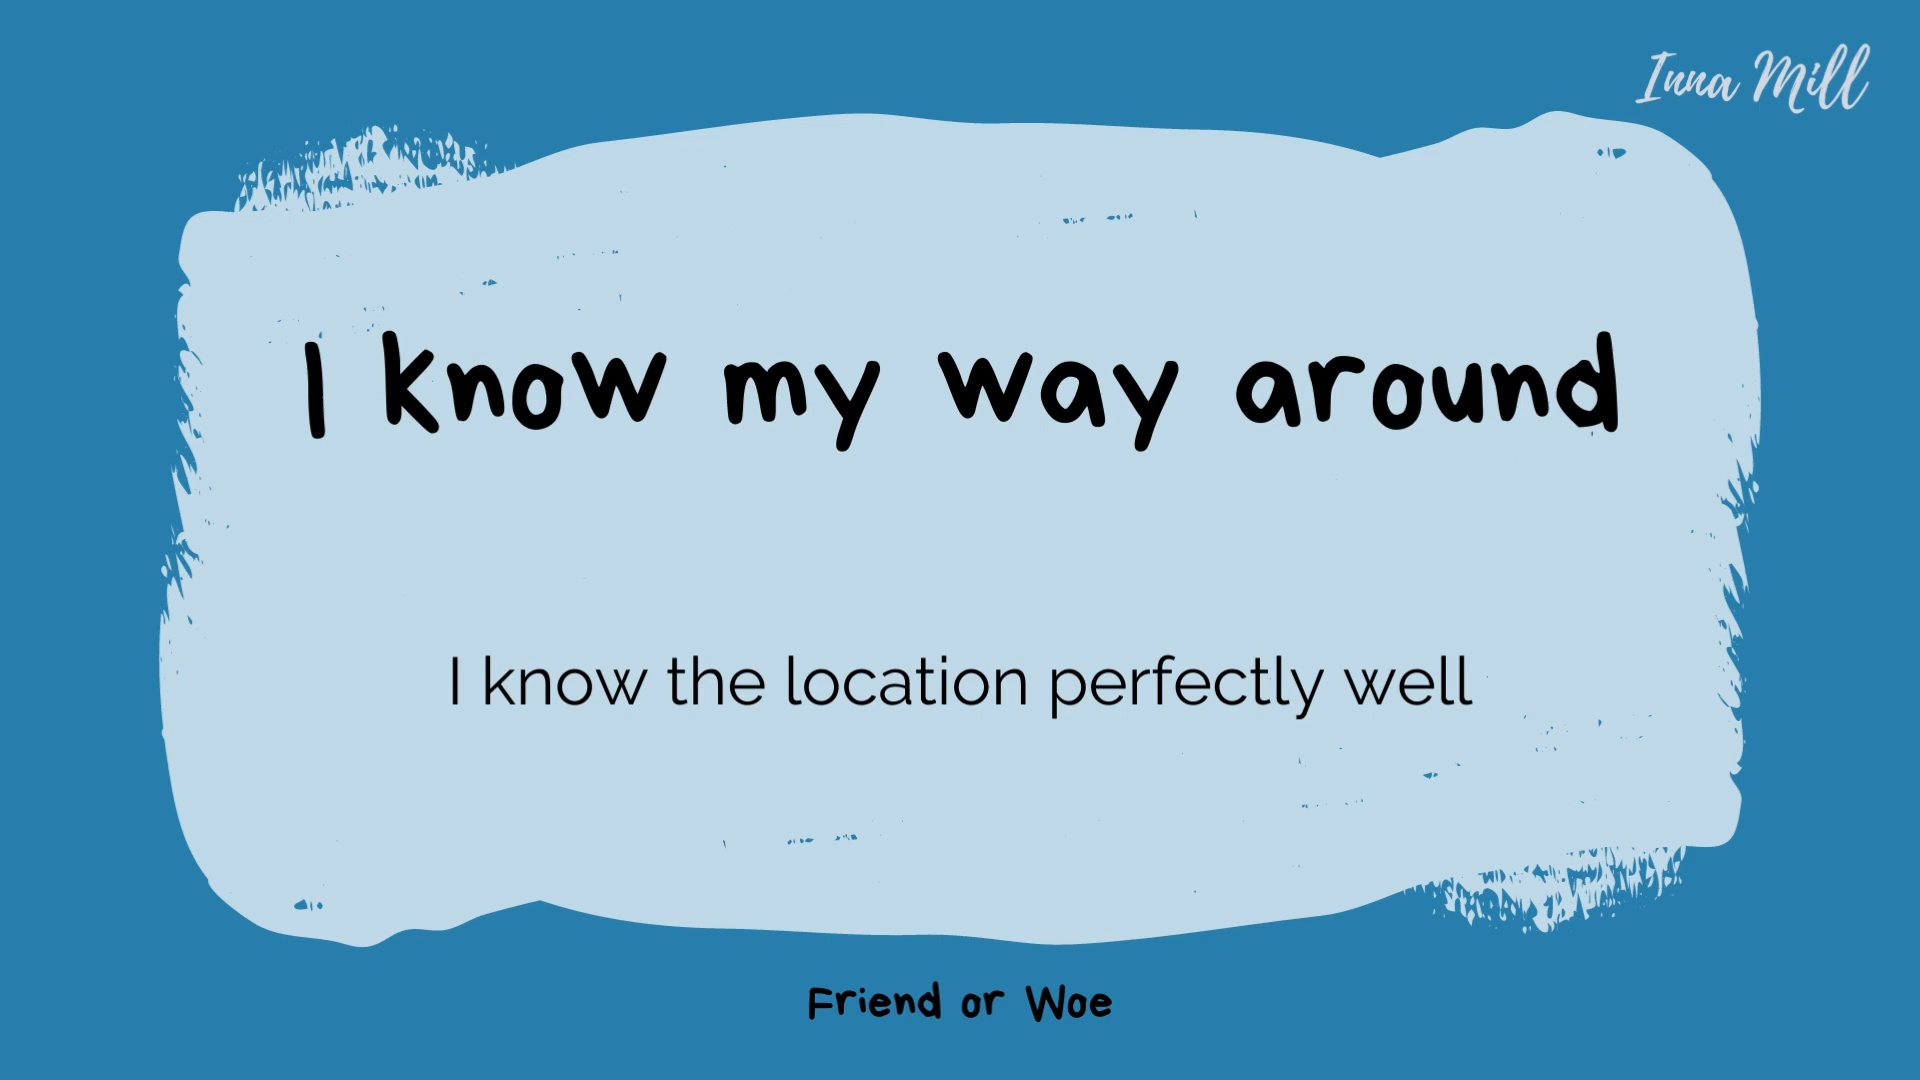 Inna Mill
I know my way around
I know the location perfectly well
Friend or Woe